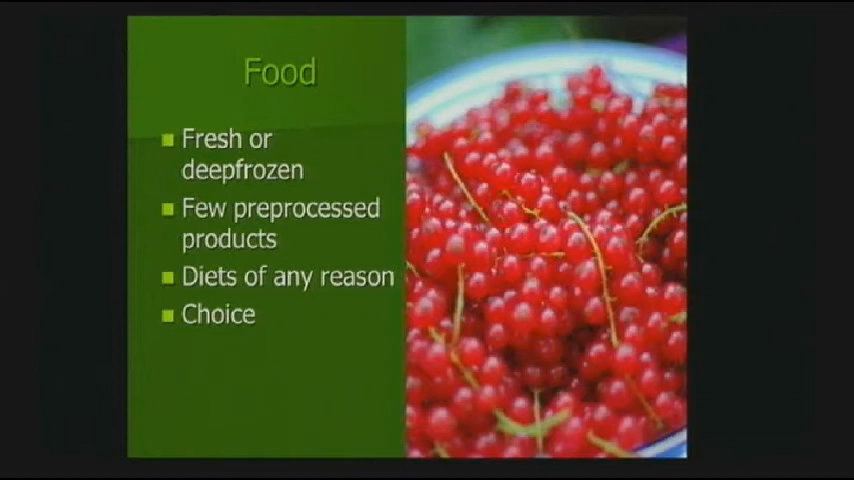 Food
Fresh or
deepfrozen
Few preprocessed
products
Diets of any reason
Choice